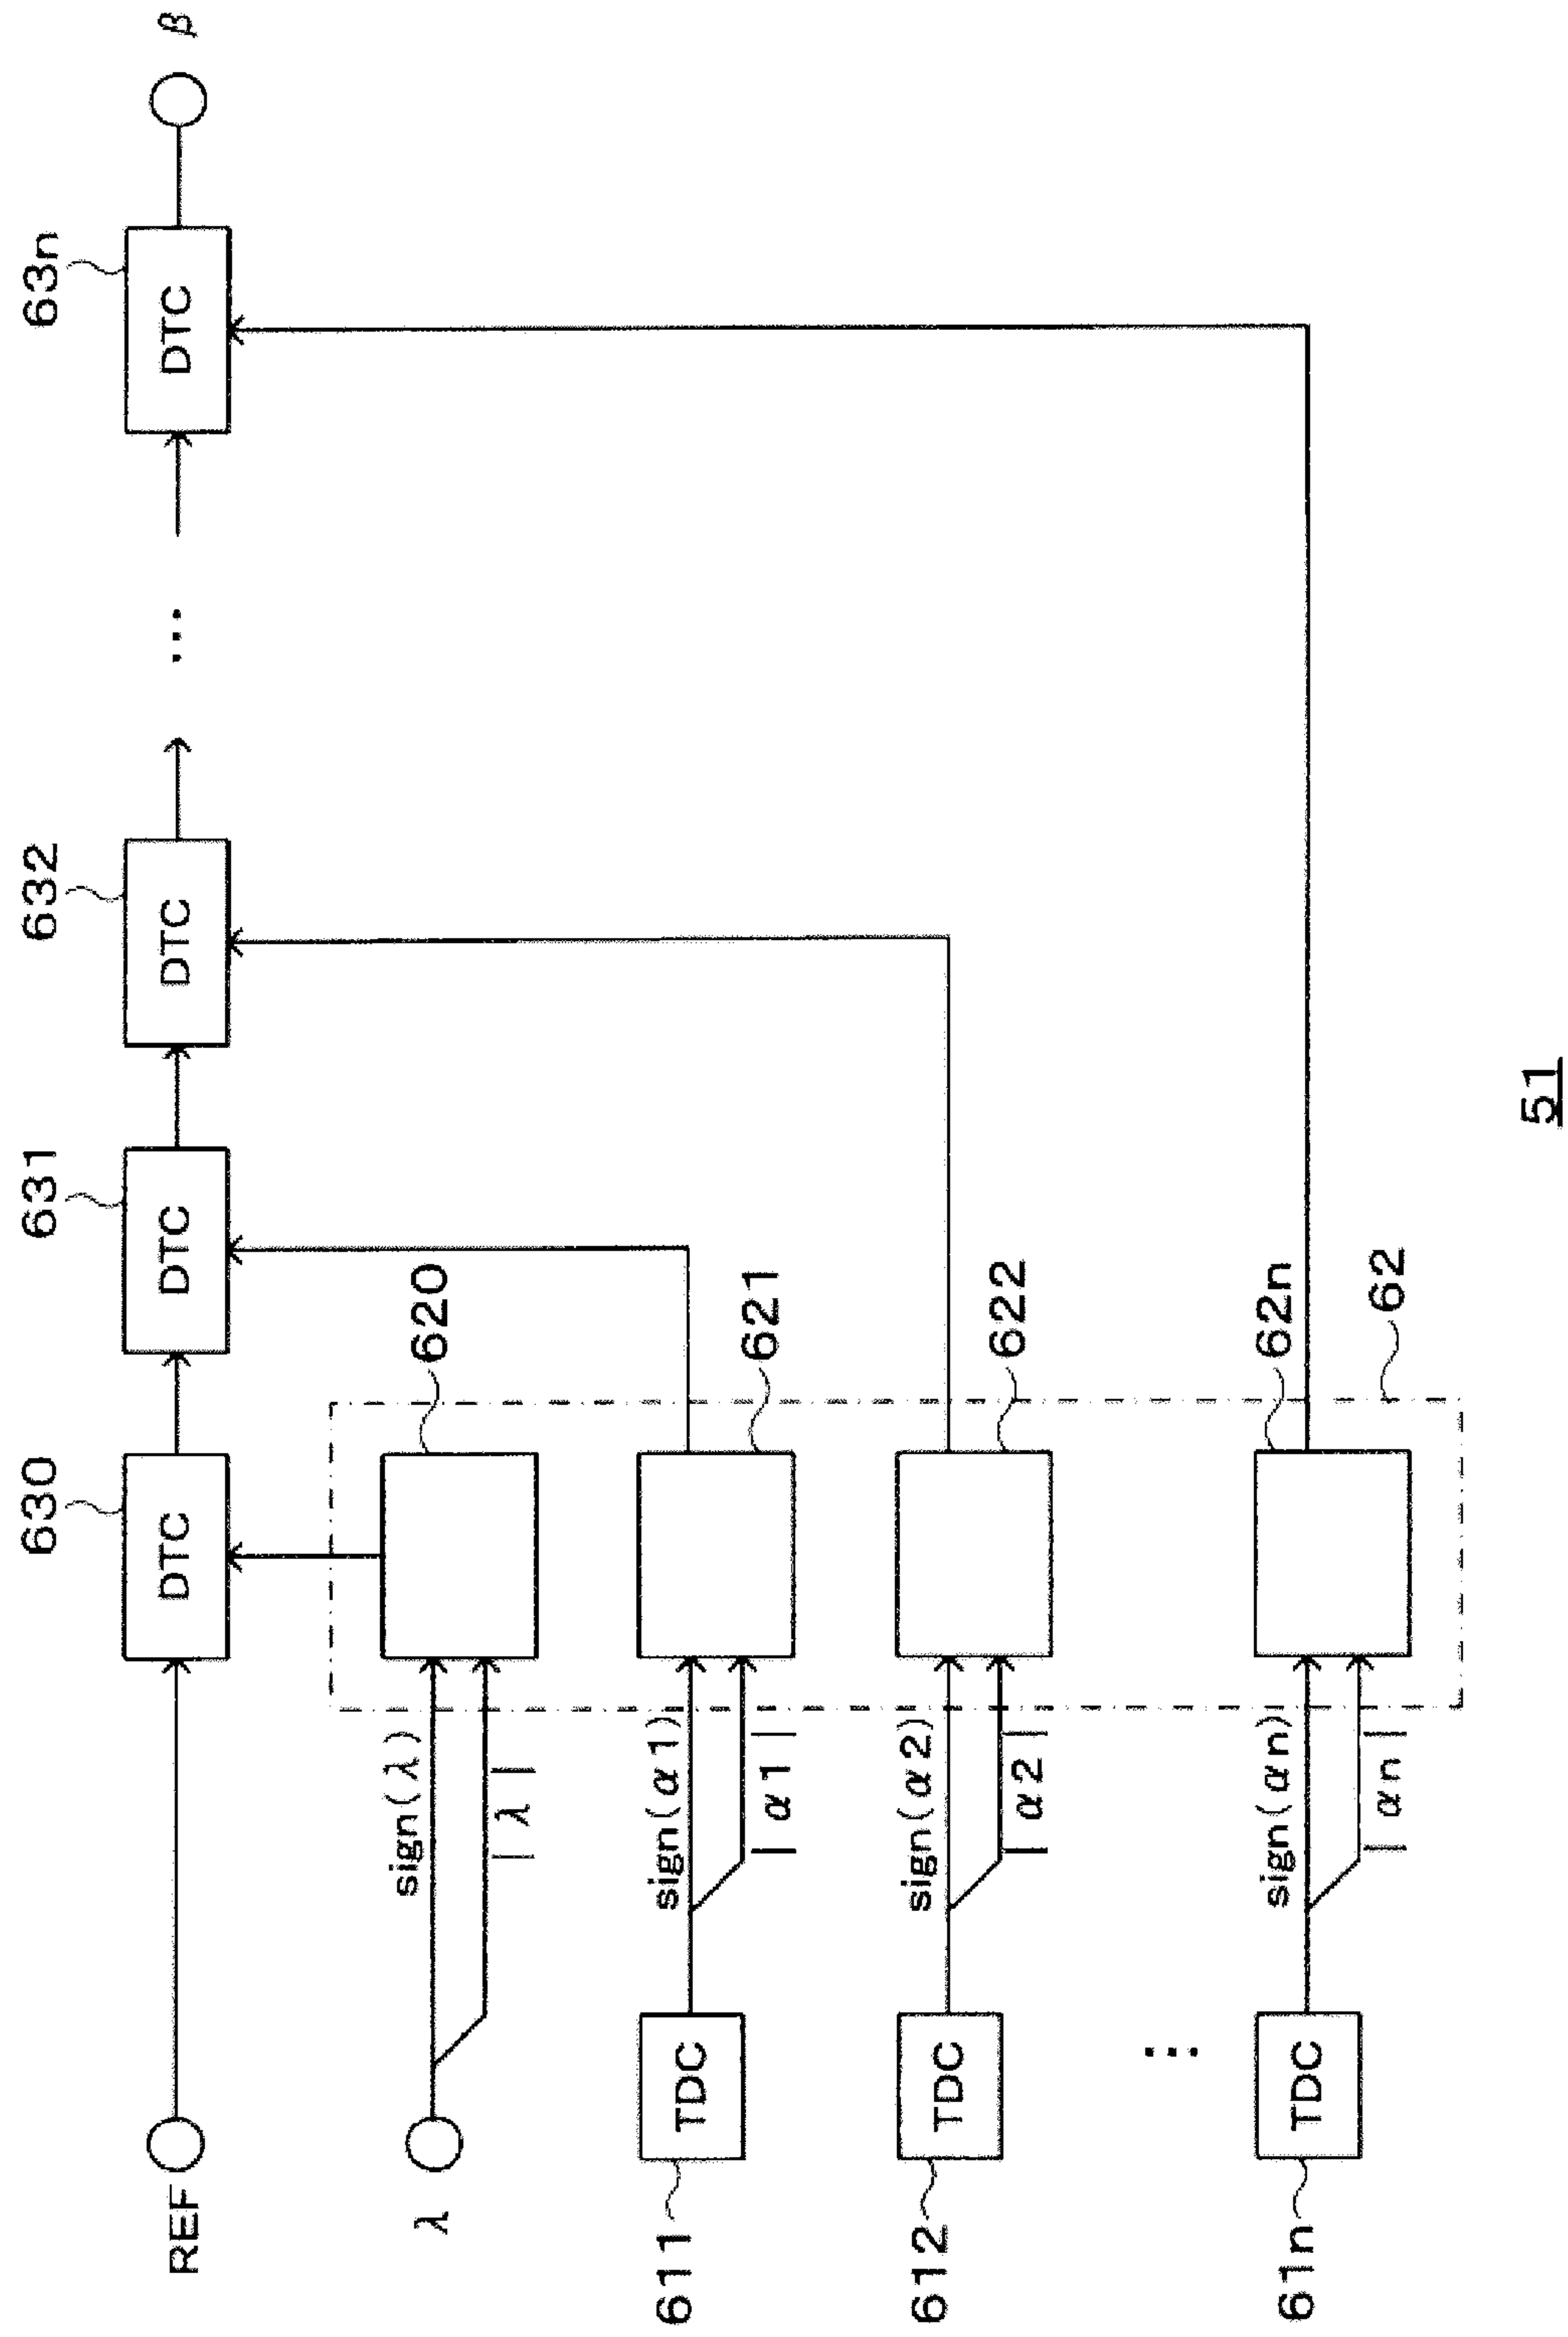 630
631
632
63n
REF
DTC
DTC
DTC
...
DTC
β
λ
sign(λ)
|λ|
620
611
TDC
sign(α1)
|α1|
621
612
TDC
sign(α2)
|α2|
622
...
61n
TDC
sign(αn)
|αn|
62n
62
51